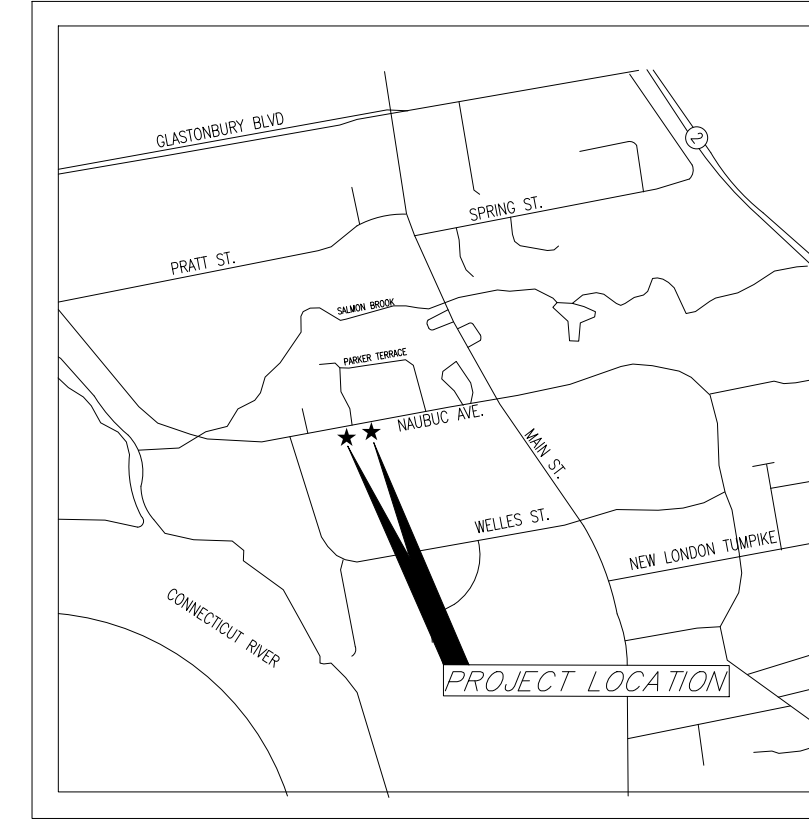 GLASTONBURY BLVD
2
SPRING ST.
PRATT ST.
SALMON BROOK
PARKER TERRACE
NAUBUC AVE.
MAIN ST.
WELLES ST.
NEW LONDON TUMPIKE
CONNECTICUT RIVER
PROJECT LOCATION